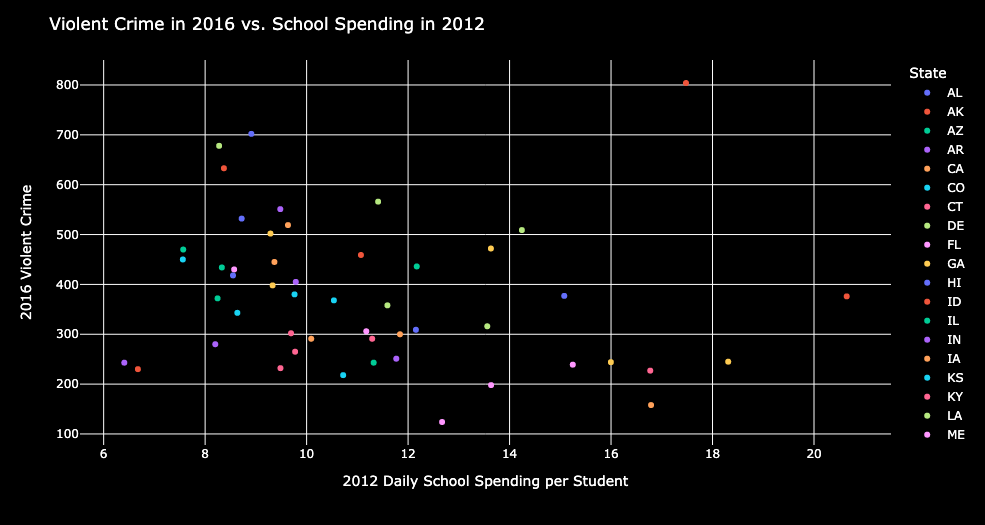 Violent Crime in 2016 vs. School Spending in 2012
State
AL
AK
AZ
AR
CA
CO
CT
DE
FL
GA
HI
ID
IL
IN
IA
KS
KY
LA
ME
800
700
600
500
400
300
200
100
2016 Violent Crime
6 8 10 12 14 16 18 20
2012 Daily School Spending per Student